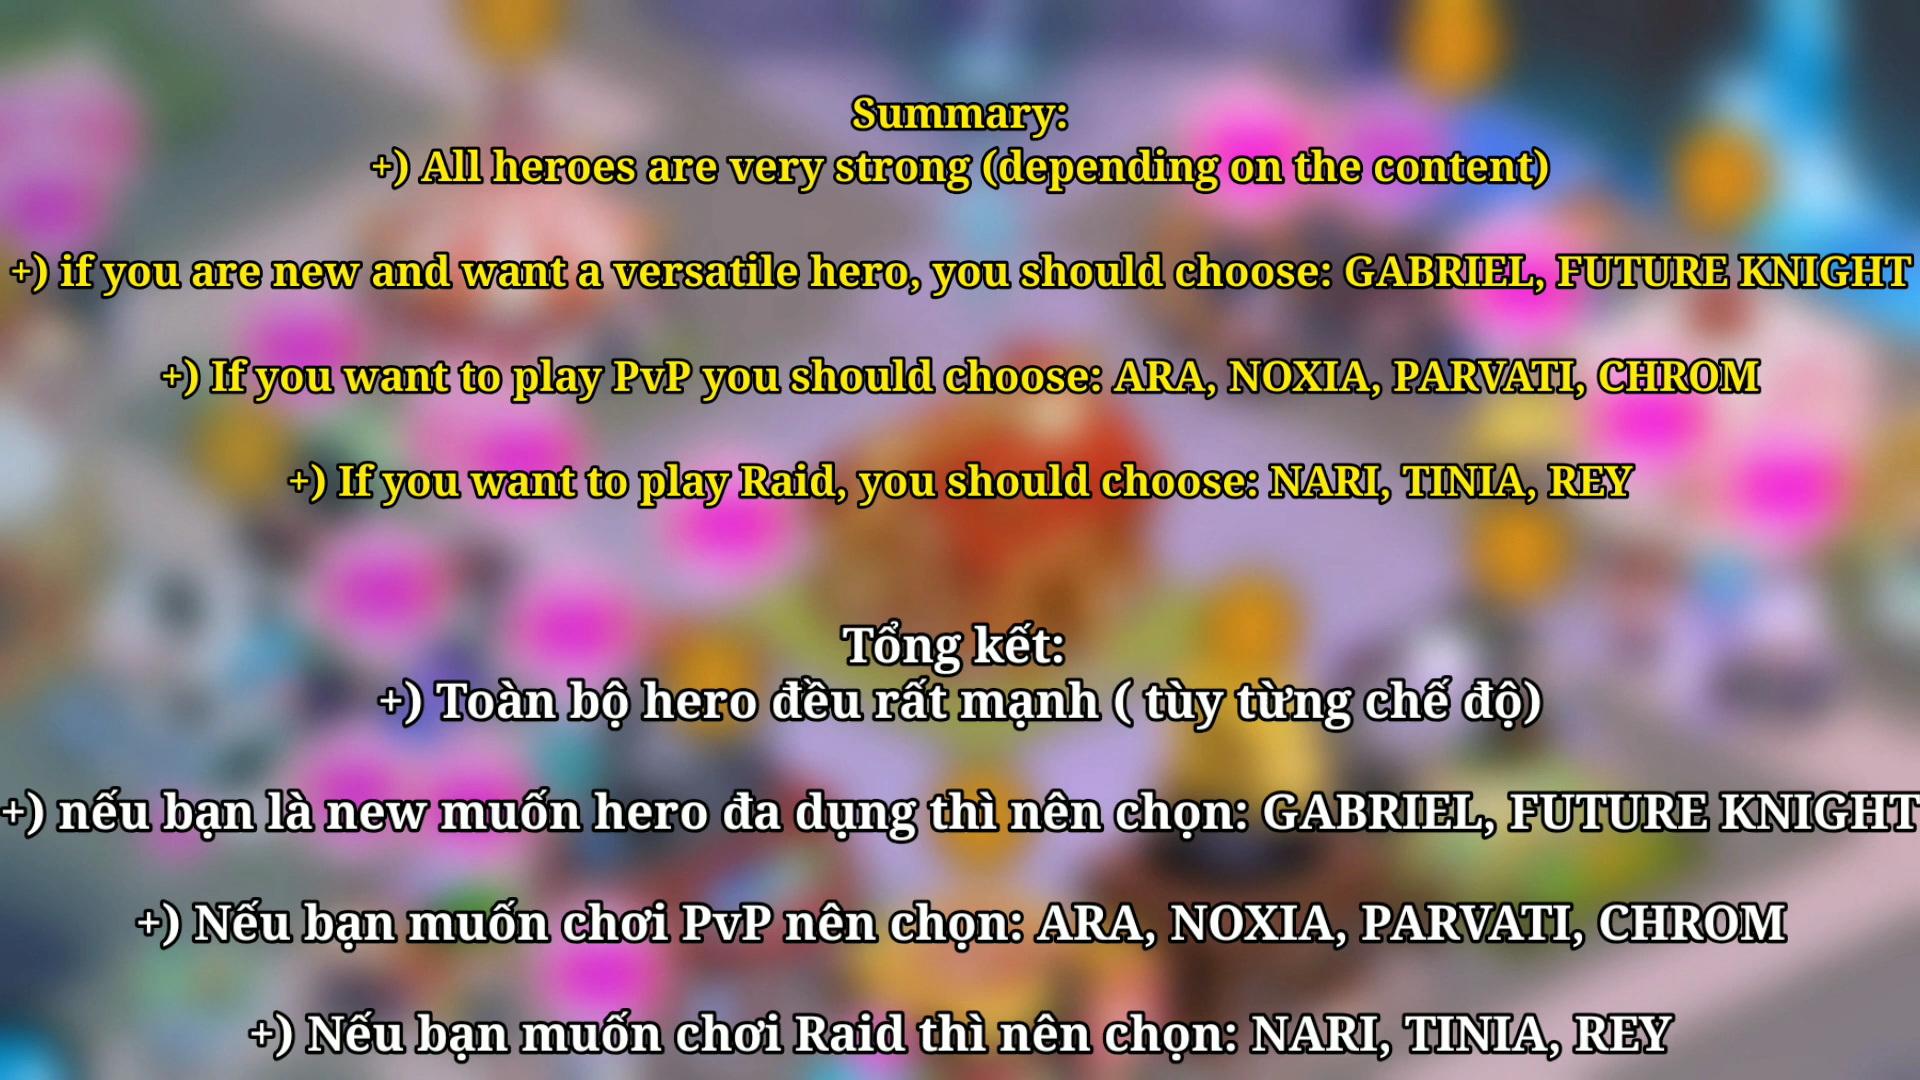 Summary:
+) All heroes are very strong (depending on the content)
+) if you are new and want a versatile hero, you should choose: GABRIEL, FUTURE KNIGHT
+) If you want to play PvP you should choose: ARA, NOXIA, PARVATI, CHROM
+) If you want to play Raid, you should choose: NARI, TINIA, REY
Tổng kết:
+) Toàn bộ hero đều rất mạnh ( tùy từng chế độ)
+) nếu bạn là new muốn hero đa dụng thì nên chọn: GABRIEL, FUTURE KNIGHT
+) Nếu bạn muốn chơi PvP nên chọn: ARA, NOXIA, PARVATI, CHROM
+) Nếu bạn muốn chơi Raid thì nên chọn: NARI, TINIA, REY